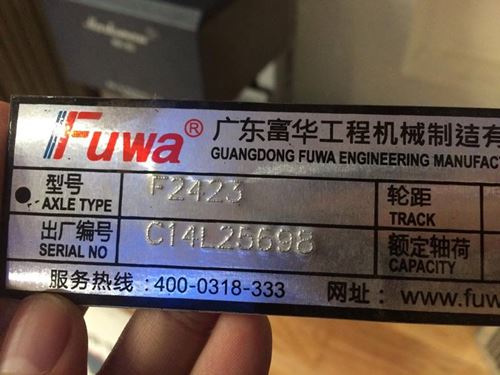 Fuwa® 广东富华工程机械制造有
GUANGDONG FUWA ENGINEERING MANUFACT
型号 F2423 轮距
AXLE TYPE TRACK
出厂编号 C14L25698 额定轴荷
SERIAL NO CAPACITY
服务热线:400-0318-333 网址:www.fuw